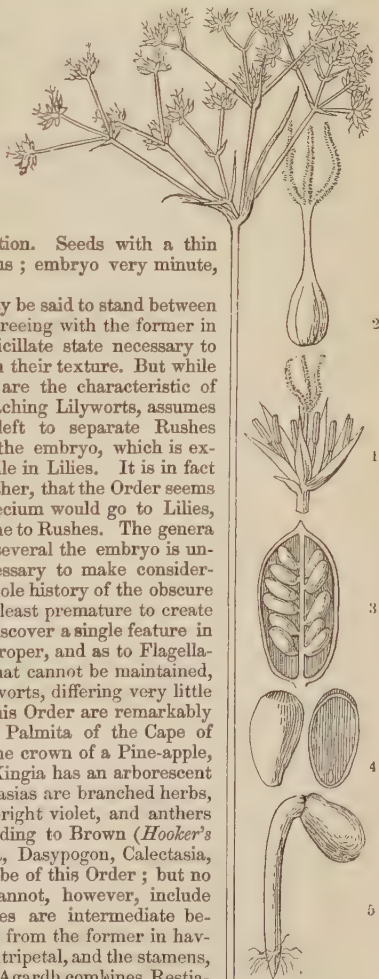 tion. Seeds with a thin
us ; embryo very minute,
y be said to stand between
reeing with the former in
icillate state necessary to
n their texture. But while
are the characteristic of
ching Lilyworts, assumes
left to separate Rushes
the embryo, which is ex-
le in Lilies. It is in fact
her, that the Order seems
ecium would go to Lilies,
ne to Rushes. The genera
several the embryo is un-
essary to make consider-
ole history of the obscure
least premature to create
iscover a single feature in
roper, and as to Flagella-
hat cannot be maintained,
worts, differing very little
his Order are remarkably
Palmita of the Cape of
ne crown of a Pine-apple,
Kingia has an arborescent
asias are branched herbs,
right violet, and anthers
ding to Brown (Hooker's
, Dasypogon, Calectasia,
be of this Order ; but no
annot, however, include
es are intermediate be-
from the former in hav-
tripetal, and the stamens,
Agardh combines Restia-
2
1
3
4
5